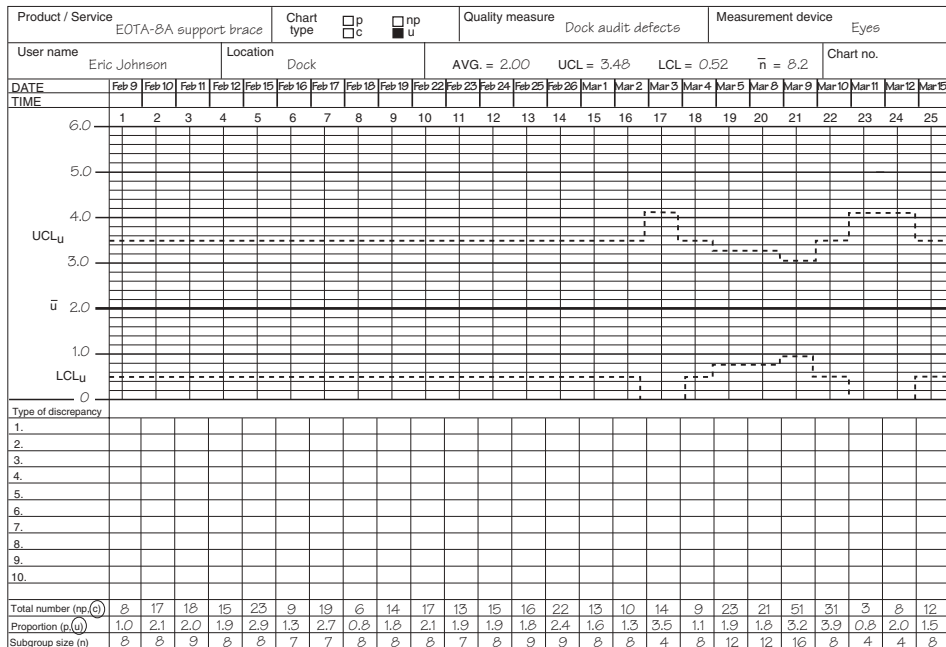 Product / Service EOTA-8A support brace
Chart type p np c u
Quality measure Dock audit defects
Measurement device Eyes
User name Eric Johnson
Location Dock
AVG. = 2.00 UCL = 3.48 LCL = 0.52 n̅ = 8.2
Chart no.
DATE Feb 9 Feb 10 Feb 11 Feb 12 Feb 15 Feb 16 Feb 17 Feb 18 Feb 19 Feb 22 Feb 23 Feb 24 Feb 25 Feb 26 Mar 1 Mar 2 Mar 3 Mar 4 Mar 5 Mar 8 Mar 9 Mar 10 Mar 11 Mar 12 Mar 15
TIME
1 2 3 4 5 6 7 8 9 10 11 12 13 14 15 16 17 18 19 20 21 22 23 24 25
6.0
5.0
4.0
UCLu
3.0
u̅ 2.0
1.0
LCLu
0
Type of discrepancy
1.
2.
3.
4.
5.
6.
7.
8.
9.
10.
Total number (np,c) 8 17 18 15 23 9 19 6 14 17 13 15 16 22 13 10 14 9 23 21 51 31 3 8 12
Proportion (p,u) 1.0 2.1 2.0 1.9 2.9 1.3 2.7 0.8 1.8 2.1 1.9 1.9 1.8 2.4 1.6 1.3 3.5 1.1 1.9 1.8 3.2 3.9 0.8 2.0 1.5
Subgroup size (n) 8 8 9 8 8 7 7 8 8 8 7 8 9 9 8 8 4 8 12 12 16 8 4 4 8